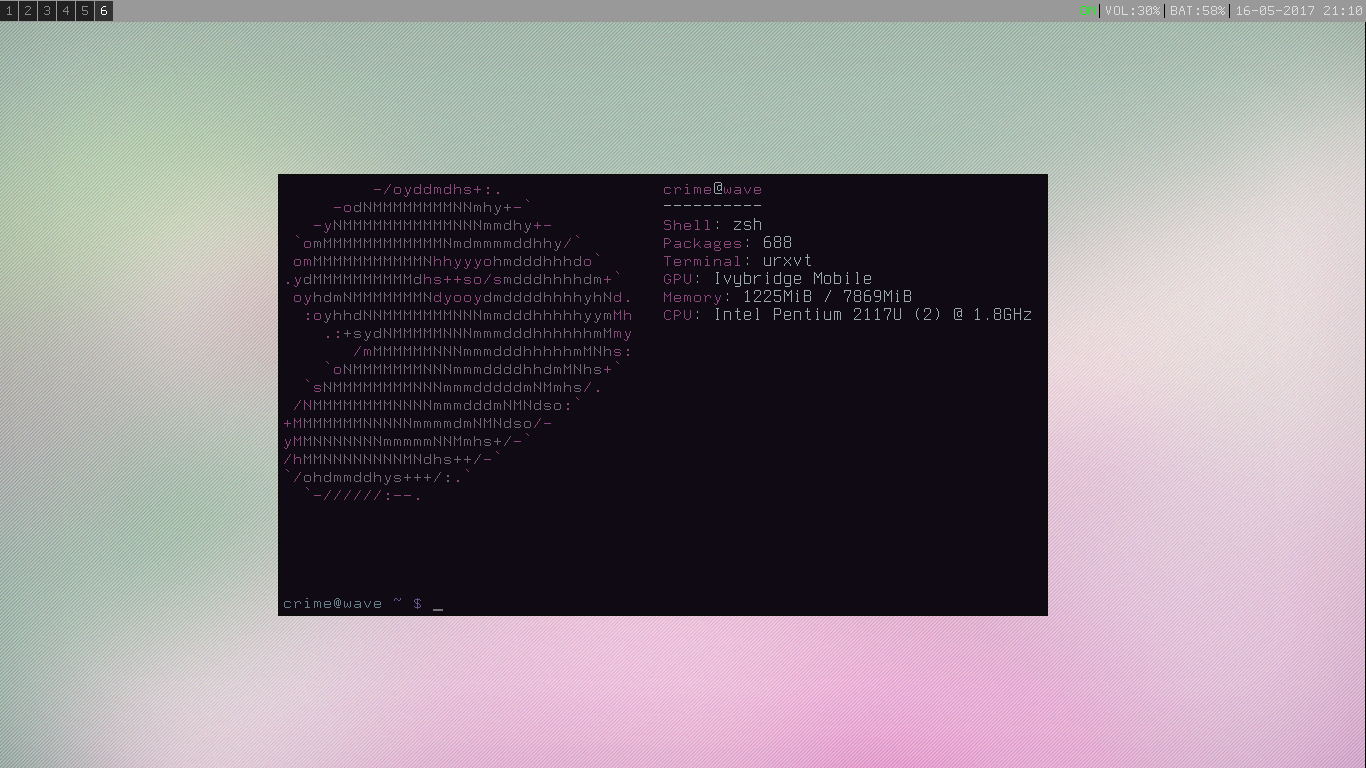 1 2 3 4 5 6 VOL:30% BAT:58% 16-05-2017 21:10
-/oyddmdhs+:. crime@wave
-odNMMMMMMMMNNmhy+-` ----------
-yNMMMMMMMMMMMNNNmmdhy+- Shell: zsh
`omMMMMMMMMMMMMNmdmmmmddhhy/` Packages: 688
omMMMMMMMMMMMNhhyyyohmdddhhhdo` Terminal: urxvt
.ydMMMMMMMMMMdhs++so/smdddhhhhdm+` GPU: Ivybridge Mobile
oyhdmNMMMMMMMNdyooydmddddhhhhyhNd. Memory: 1225MiB / 7869MiB
:oyhhdNNMMMMMMMNNNmmdddhhhhhyymMh CPU: Intel Pentium 2117U (2) @ 1.8GHz
.:+sydNMMMMMNNNmmmdddhhhhhhmMmy
/mMMMMMMNNNmmmdddhhhhhmMNhs:
`oNMMMMMMMNNNmmmddddhhdmMNhs+`
`sNMMMMMMMMNNNmmmdddddmNMmhs/.
/NMMMMMMMMNNNNmmmdddmNMNdso:`
+MMMMMMMNNNNNmmmmdmNMNdso/-
yMMNNNNNNNmmmmmNNMmhs+/-`
/hMMNNNNNNNNMNdhs++/-`
`/ohdmmddhys+++/:.`
`-//////:--.
crime@wave ~ $ _